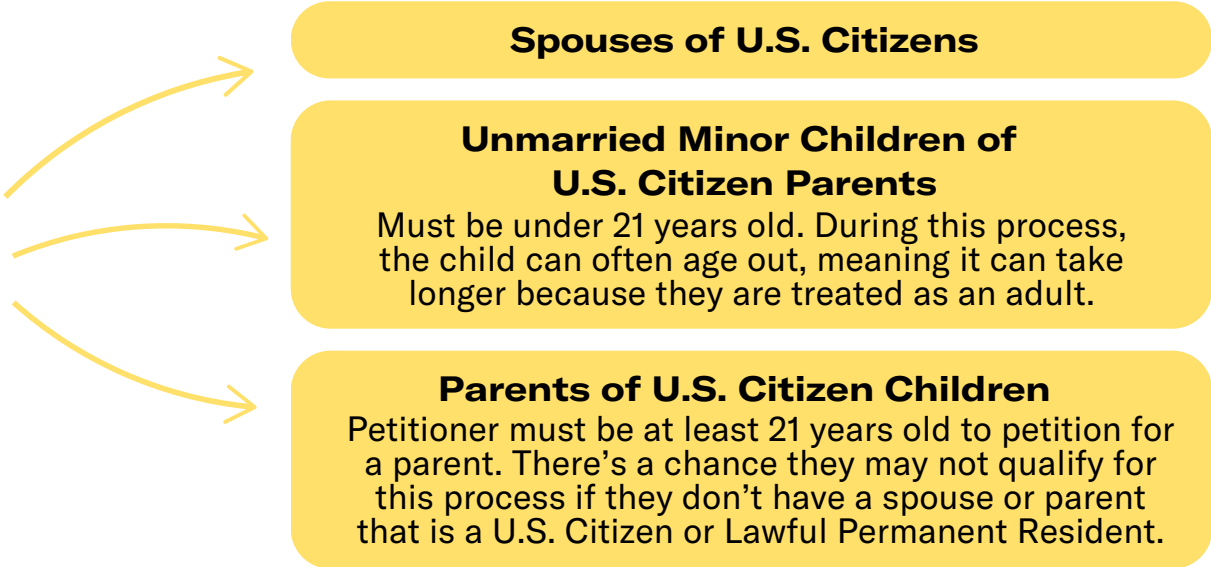 Spouses of U.S. Citizens
Unmarried Minor Children of
U.S. Citizen Parents
Must be under 21 years old. During this process,
the child can often age out, meaning it can take
longer because they are treated as an adult.
Parents of U.S. Citizen Children
Petitioner must be at least 21 years old to petition for
a parent. There’s a chance they may not qualify for
this process if they don’t have a spouse or parent
that is a U.S. Citizen or Lawful Permanent Resident.